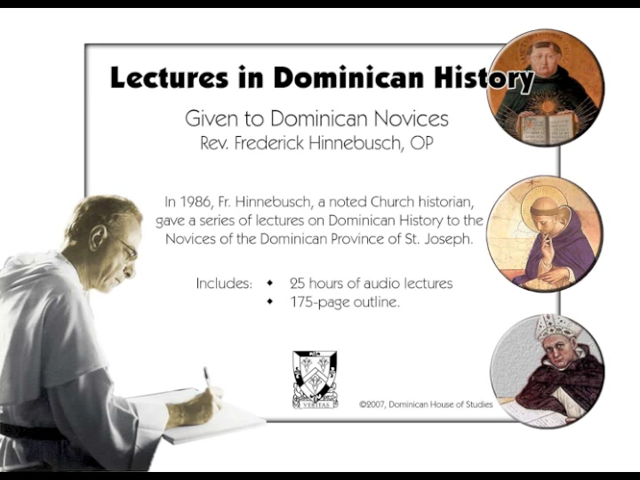 Lectures in Dominican History
Given to Dominican Novices
Rev. Frederick Hinnebusch, OP
In 1986, Fr. Hinnebusch, a noted Church historian,
gave a series of lectures on Dominican History to the
Novices of the Dominican Province of St. Joseph.
Includes: ◆ 25 hours of audio lectures
◆ 175-page outline.
VERITAS
©2007, Dominican House of Studies